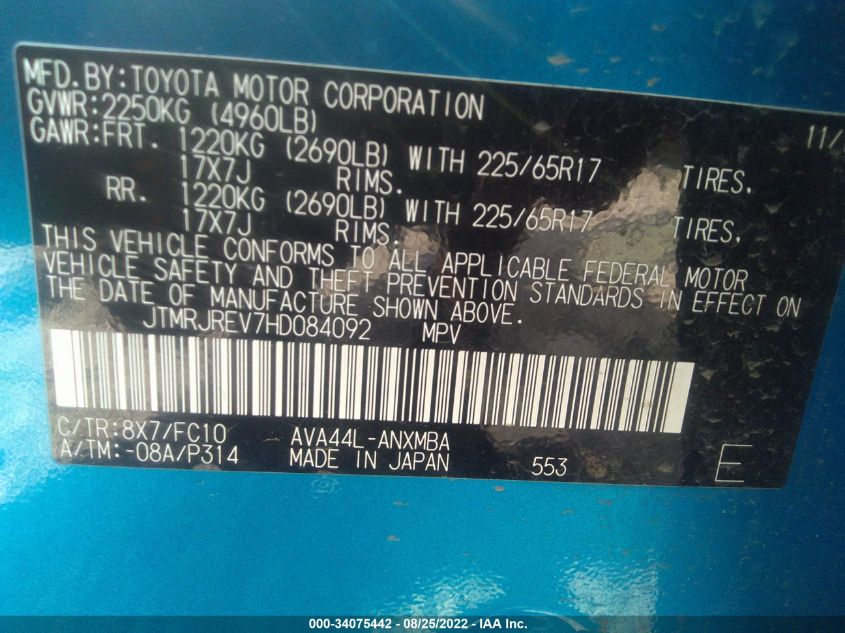 MFD.BY:TOYOTA MOTOR CORPORATION 11/
GVWR:2250KG (4960LB)
GAWR:FRT. 1220KG (2690LB) WITH 225/65R17 TIRES,
17X7J RIMS.
RR. 1220KG (2690LB) WITH 225/65R17 TIRES,
17X7J RIMS.
THIS VEHICLE CONFORMS TO ALL APPLICABLE FEDERAL MOTOR
VEHICLE SAFETY AND THEFT PREVENTION STANDARDS IN EFFECT ON
THE DATE OF MANUFACTURE SHOWN ABOVE.
JTMRJREV7HD084092 MPV
C/TR:8X7/FC10 AVA44L-ANXMBA
A/TM:-08A/P314 MADE IN JAPAN 553 E
000-34075442 - 08/25/2022 - IAA Inc.